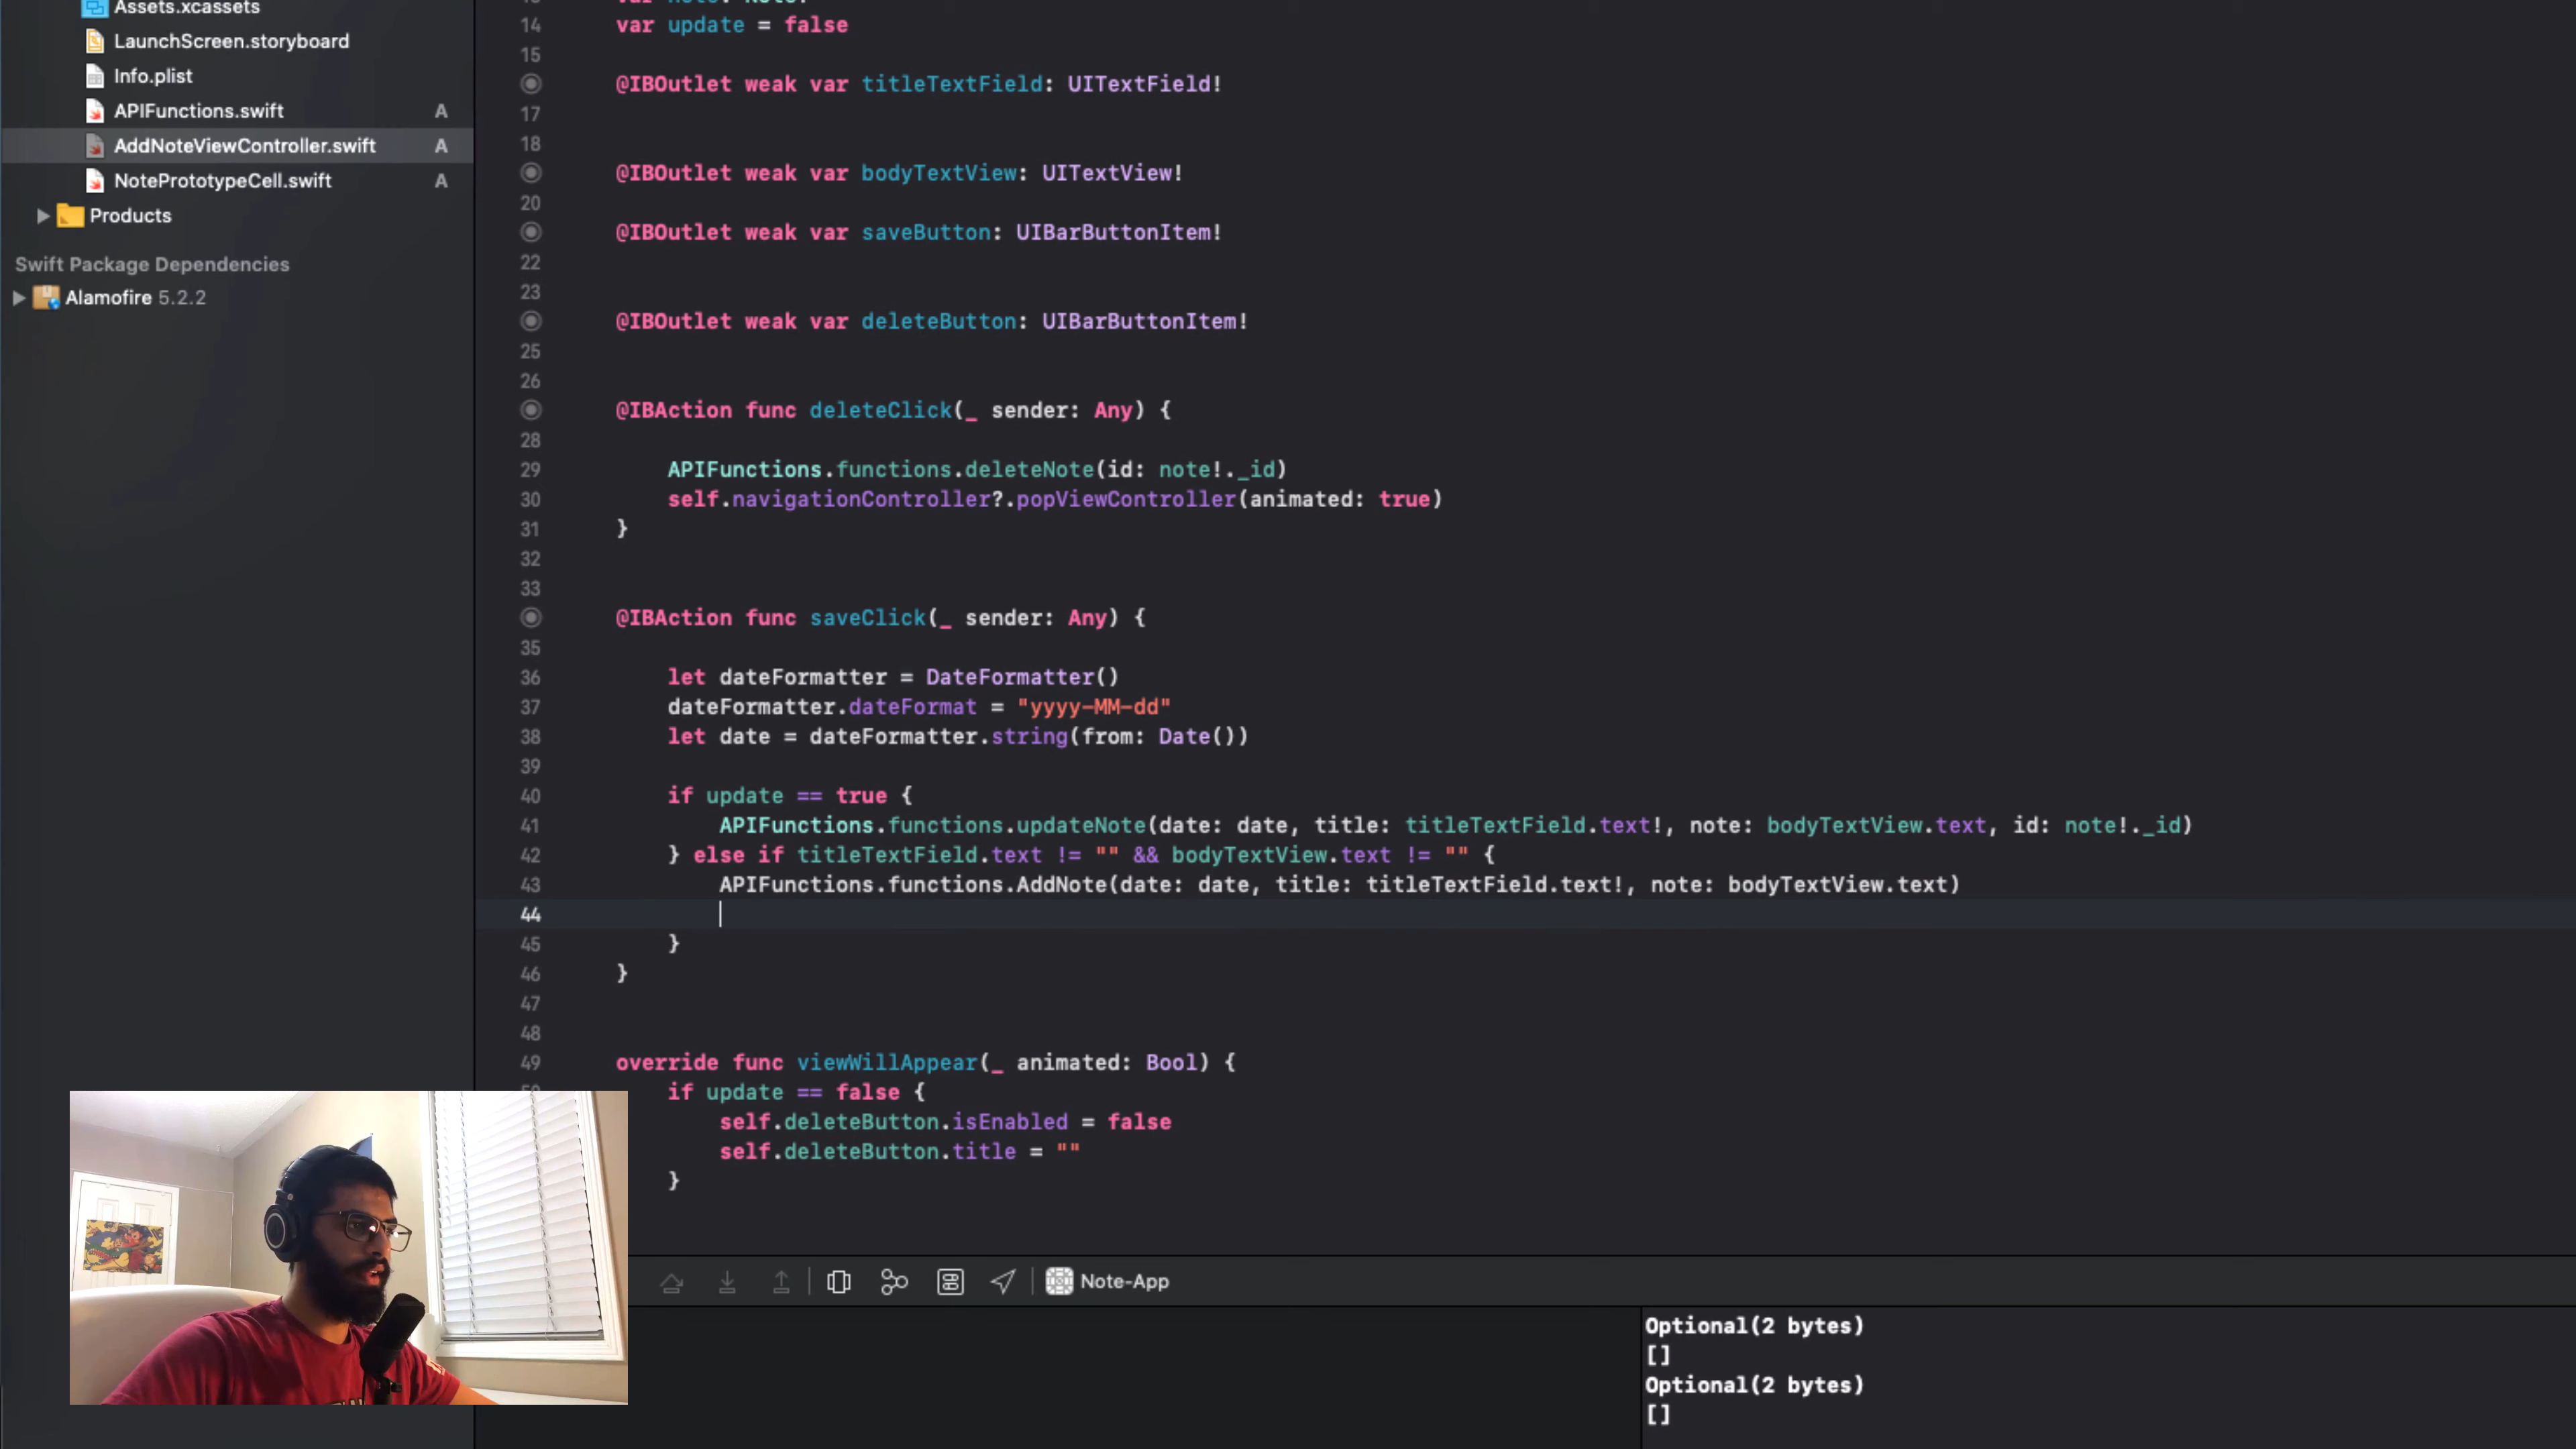 Assets.xcassets
LaunchScreen.storyboard
Info.plist
APIFunctions.swift A
AddNoteViewController.swift A
NotePrototypeCell.swift A
Products
Swift Package Dependencies
Alamofire 5.2.2
14 var update = false
15
@IBOutlet weak var titleTextField: UITextField!
17
18
@IBOutlet weak var bodyTextView: UITextView!
20
@IBOutlet weak var saveButton: UIBarButtonItem!
22
23
@IBOutlet weak var deleteButton: UIBarButtonItem!
25
26
@IBAction func deleteClick(_ sender: Any) {
28
29 APIFunctions.functions.deleteNote(id: note!._id)
30 self.navigationController?.popViewController(animated: true)
31 }
32
33
@IBAction func saveClick(_ sender: Any) {
35
36 let dateFormatter = DateFormatter()
37 dateFormatter.dateFormat = "yyyy-MM-dd"
38 let date = dateFormatter.string(from: Date())
39
40 if update == true {
41 APIFunctions.functions.updateNote(date: date, title: titleTextField.text!, note: bodyTextView.text, id: note!._id)
42 } else if titleTextField.text != "" && bodyTextView.text != "" {
43 APIFunctions.functions.AddNote(date: date, title: titleTextField.text!, note: bodyTextView.text)
44
45 }
46 }
47
48
49 override func viewWillAppear(_ animated: Bool) {
if update == false {
self.deleteButton.isEnabled = false
self.deleteButton.title = ""
}
Note-App
Optional(2 bytes)
[]
Optional(2 bytes)
[]